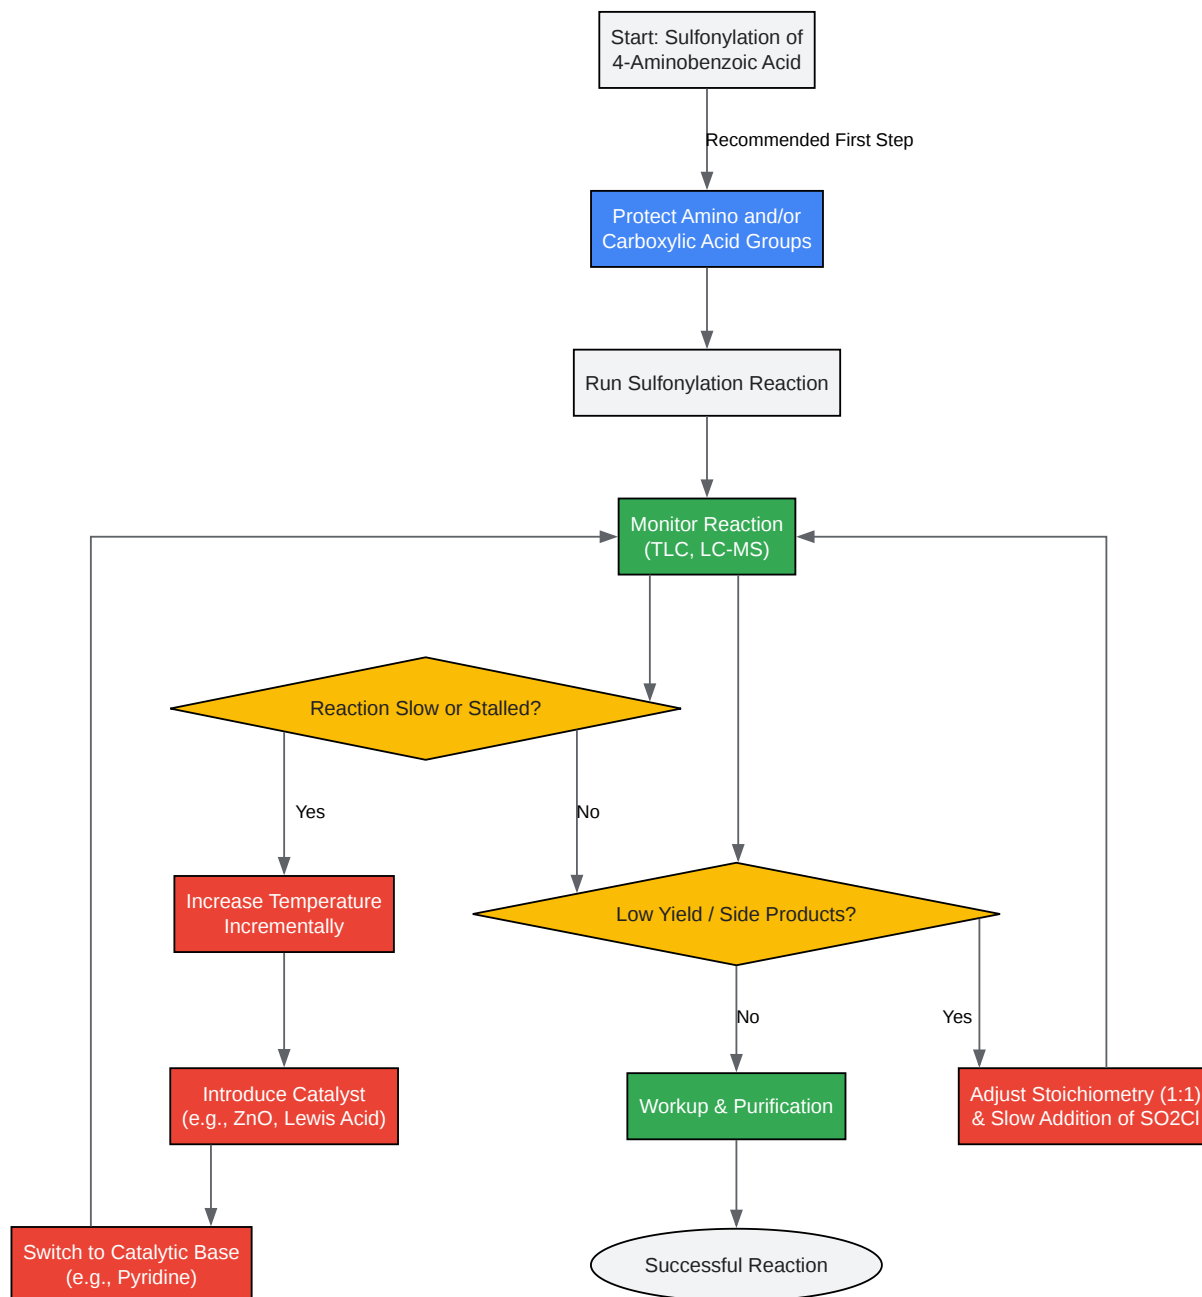 Start: Sulfonylation of
4-Aminobenzoic Acid
Recommended First Step
Protect Amino and/or
Carboxylic Acid Groups
Run Sulfonylation Reaction
Monitor Reaction
(TLC, LC-MS)
Reaction Slow or Stalled?
Yes
No
Increase Temperature
Incrementally
Low Yield / Side Products?
No
Yes
Introduce Catalyst
(e.g., ZnO, Lewis Acid)
Workup & Purification
Adjust Stoichiometry (1:1)
& Slow Addition of SO2Cl
Switch to Catalytic Base
(e.g., Pyridine)
Successful Reaction